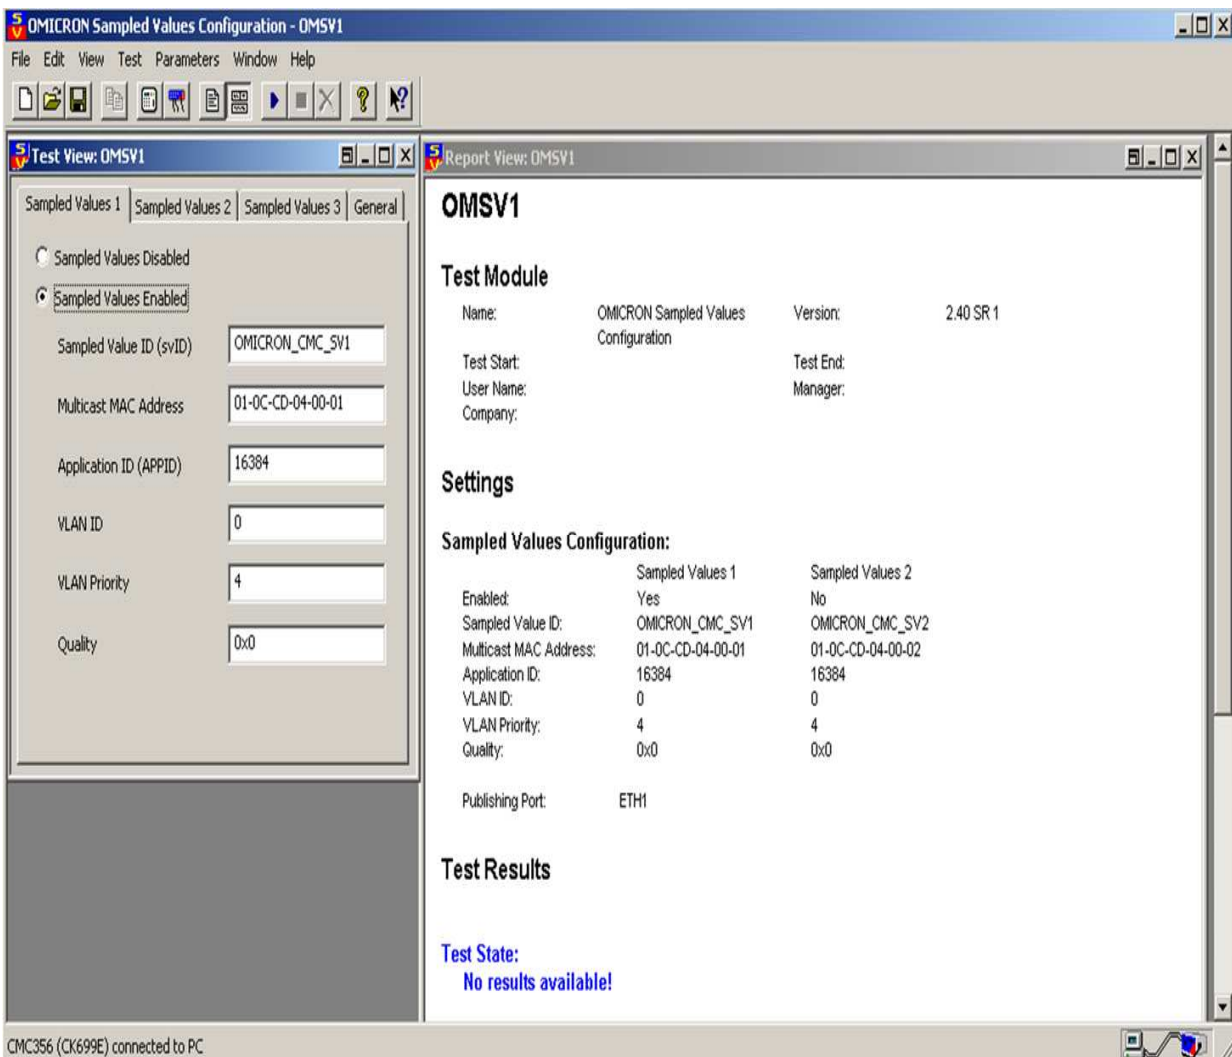 OMICRON Sampled Values Configuration - OMSV1
File Edit View Test Parameters Window Help
Test View: OMSV1
Sampled Values 1 Sampled Values 2 Sampled Values 3 General
Sampled Values Disabled
Sampled Values Enabled
Sampled Value ID (svID) OMICRON_CMC_SV1
Multicast MAC Address 01-0C-CD-04-00-01
Application ID (APPID) 16384
VLAN ID 0
VLAN Priority 4
Quality 0x0
Report View: OMSV1
OMSV1
Test Module
Name: OMICRON Sampled Values Version: 2.40 SR 1
Configuration
Test Start: Test End:
User Name: Manager:
Company:
Settings
Sampled Values Configuration:
Sampled Values 1 Sampled Values 2
Enabled: Yes No
Sampled Value ID: OMICRON_CMC_SV1 OMICRON_CMC_SV2
Multicast MAC Address: 01-0C-CD-04-00-01 01-0C-CD-04-00-02
Application ID: 16384 16384
VLAN ID: 0 0
VLAN Priority: 4 4
Quality: 0x0 0x0
Publishing Port: ETH1
Test Results
Test State:
No results available!
CMC356 (CK699E) connected to PC